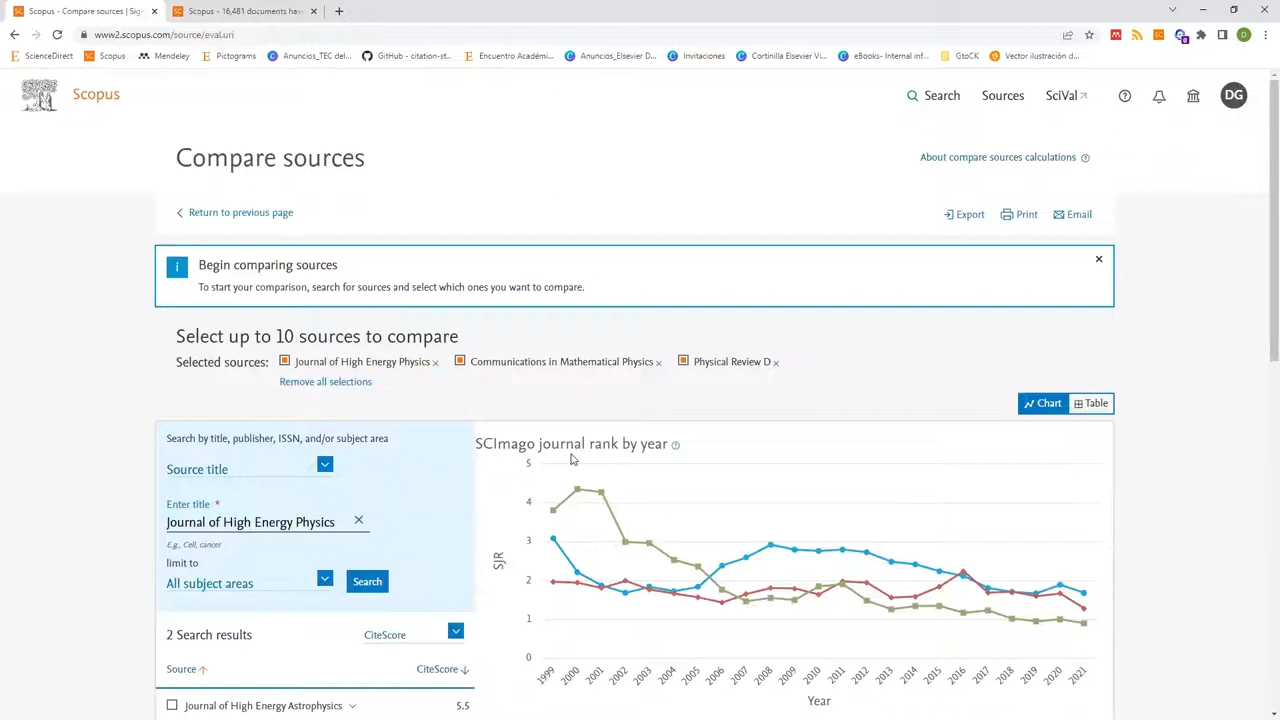 Scopus - Compare sources | Sig
Scopus - 16,481 documents hav
www2.scopus.com/source/eval.uri
ScienceDirect
Scopus
Mendeley
Pictograms
Anuncios_TEC del...
GitHub - citation-st...
Encuentro Académi...
Anuncios_Elsevier D...
Invitaciones
Cortinilla Elsevier Vi...
eBooks- Internal inf...
GtoCK
Vector ilustración d...
Scopus
Search
Sources
SciVal
DG
Compare sources
About compare sources calculations
Return to previous page
Export
Print
Email
Begin comparing sources
To start your comparison, search for sources and select which ones you want to compare.
Select up to 10 sources to compare
Selected sources:
Journal of High Energy Physics
Communications in Mathematical Physics
Physical Review D
Remove all selections
Chart
Table
Search by title, publisher, ISSN, and/or subject area
Source title
Enter title *
Journal of High Energy Physics
E.g., Cell, cancer
limit to
All subject areas
Search
2 Search results
CiteScore
Source
CiteScore
Journal of High Energy Astrophysics
5.5
SCImago journal rank by year
5
4
3
2
1
0
SJR
1999
2000
2001
2002
2003
2004
2005
2006
2007
2008
2009
2010
2011
2012
2013
2014
2015
2016
2017
2018
2019
2020
2021
Year